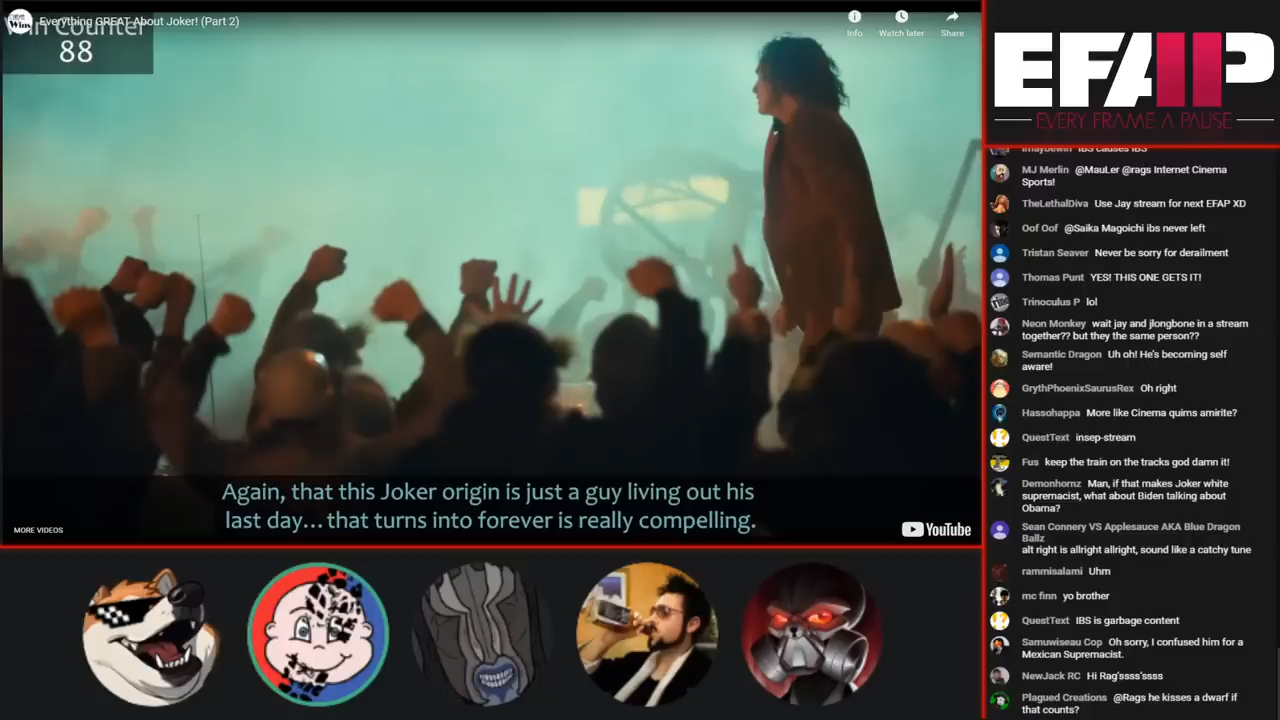 Everything GREAT About Joker! (Part 2)
Win Counter
88
Info
Watch later
Share
Again, that this Joker origin is just a guy living out his
last day...that turns into forever is really compelling.
MORE VIDEOS
YouTube
EFAP
EVERY FRAME A PAUSE
imaybewin IBS causes IBS
MJ Merlin @MauLer @rags Internet Cinema
Sports!
TheLethalDiva Use Jay stream for next EFAP XD
Oof Oof @Saika Magoichi ibs never left
Tristan Seaver Never be sorry for derailment
Thomas Punt YES! THIS ONE GETS IT!
Trinoculus P lol
Neon Monkey wait jay and jlongbone in a stream
together?? but they the same person??
Semantic Dragon Uh oh! He's becoming self
aware!
GrythPhoenixSaurusRex Oh right
Hassohappa More like Cinema quims amirite?
QuestText insep-stream
Fus keep the train on the tracks god damn it!
Demonhornz Man, if that makes Joker white
supremacist, what about Biden talking about
Obama?
Sean Connery VS Applesauce AKA Blue Dragon
Ballz
alt right is allright allright, sound like a catchy tune
rammisalami Uhm
mc finn yo brother
QuestText IBS is garbage content
Samuwiseau Cop Oh sorry, I confused him for a
Mexican Supremacist.
NewJack RC Hi Rag'ssss'ssss
Plagued Creations @Rags he kisses a dwarf if
that counts?